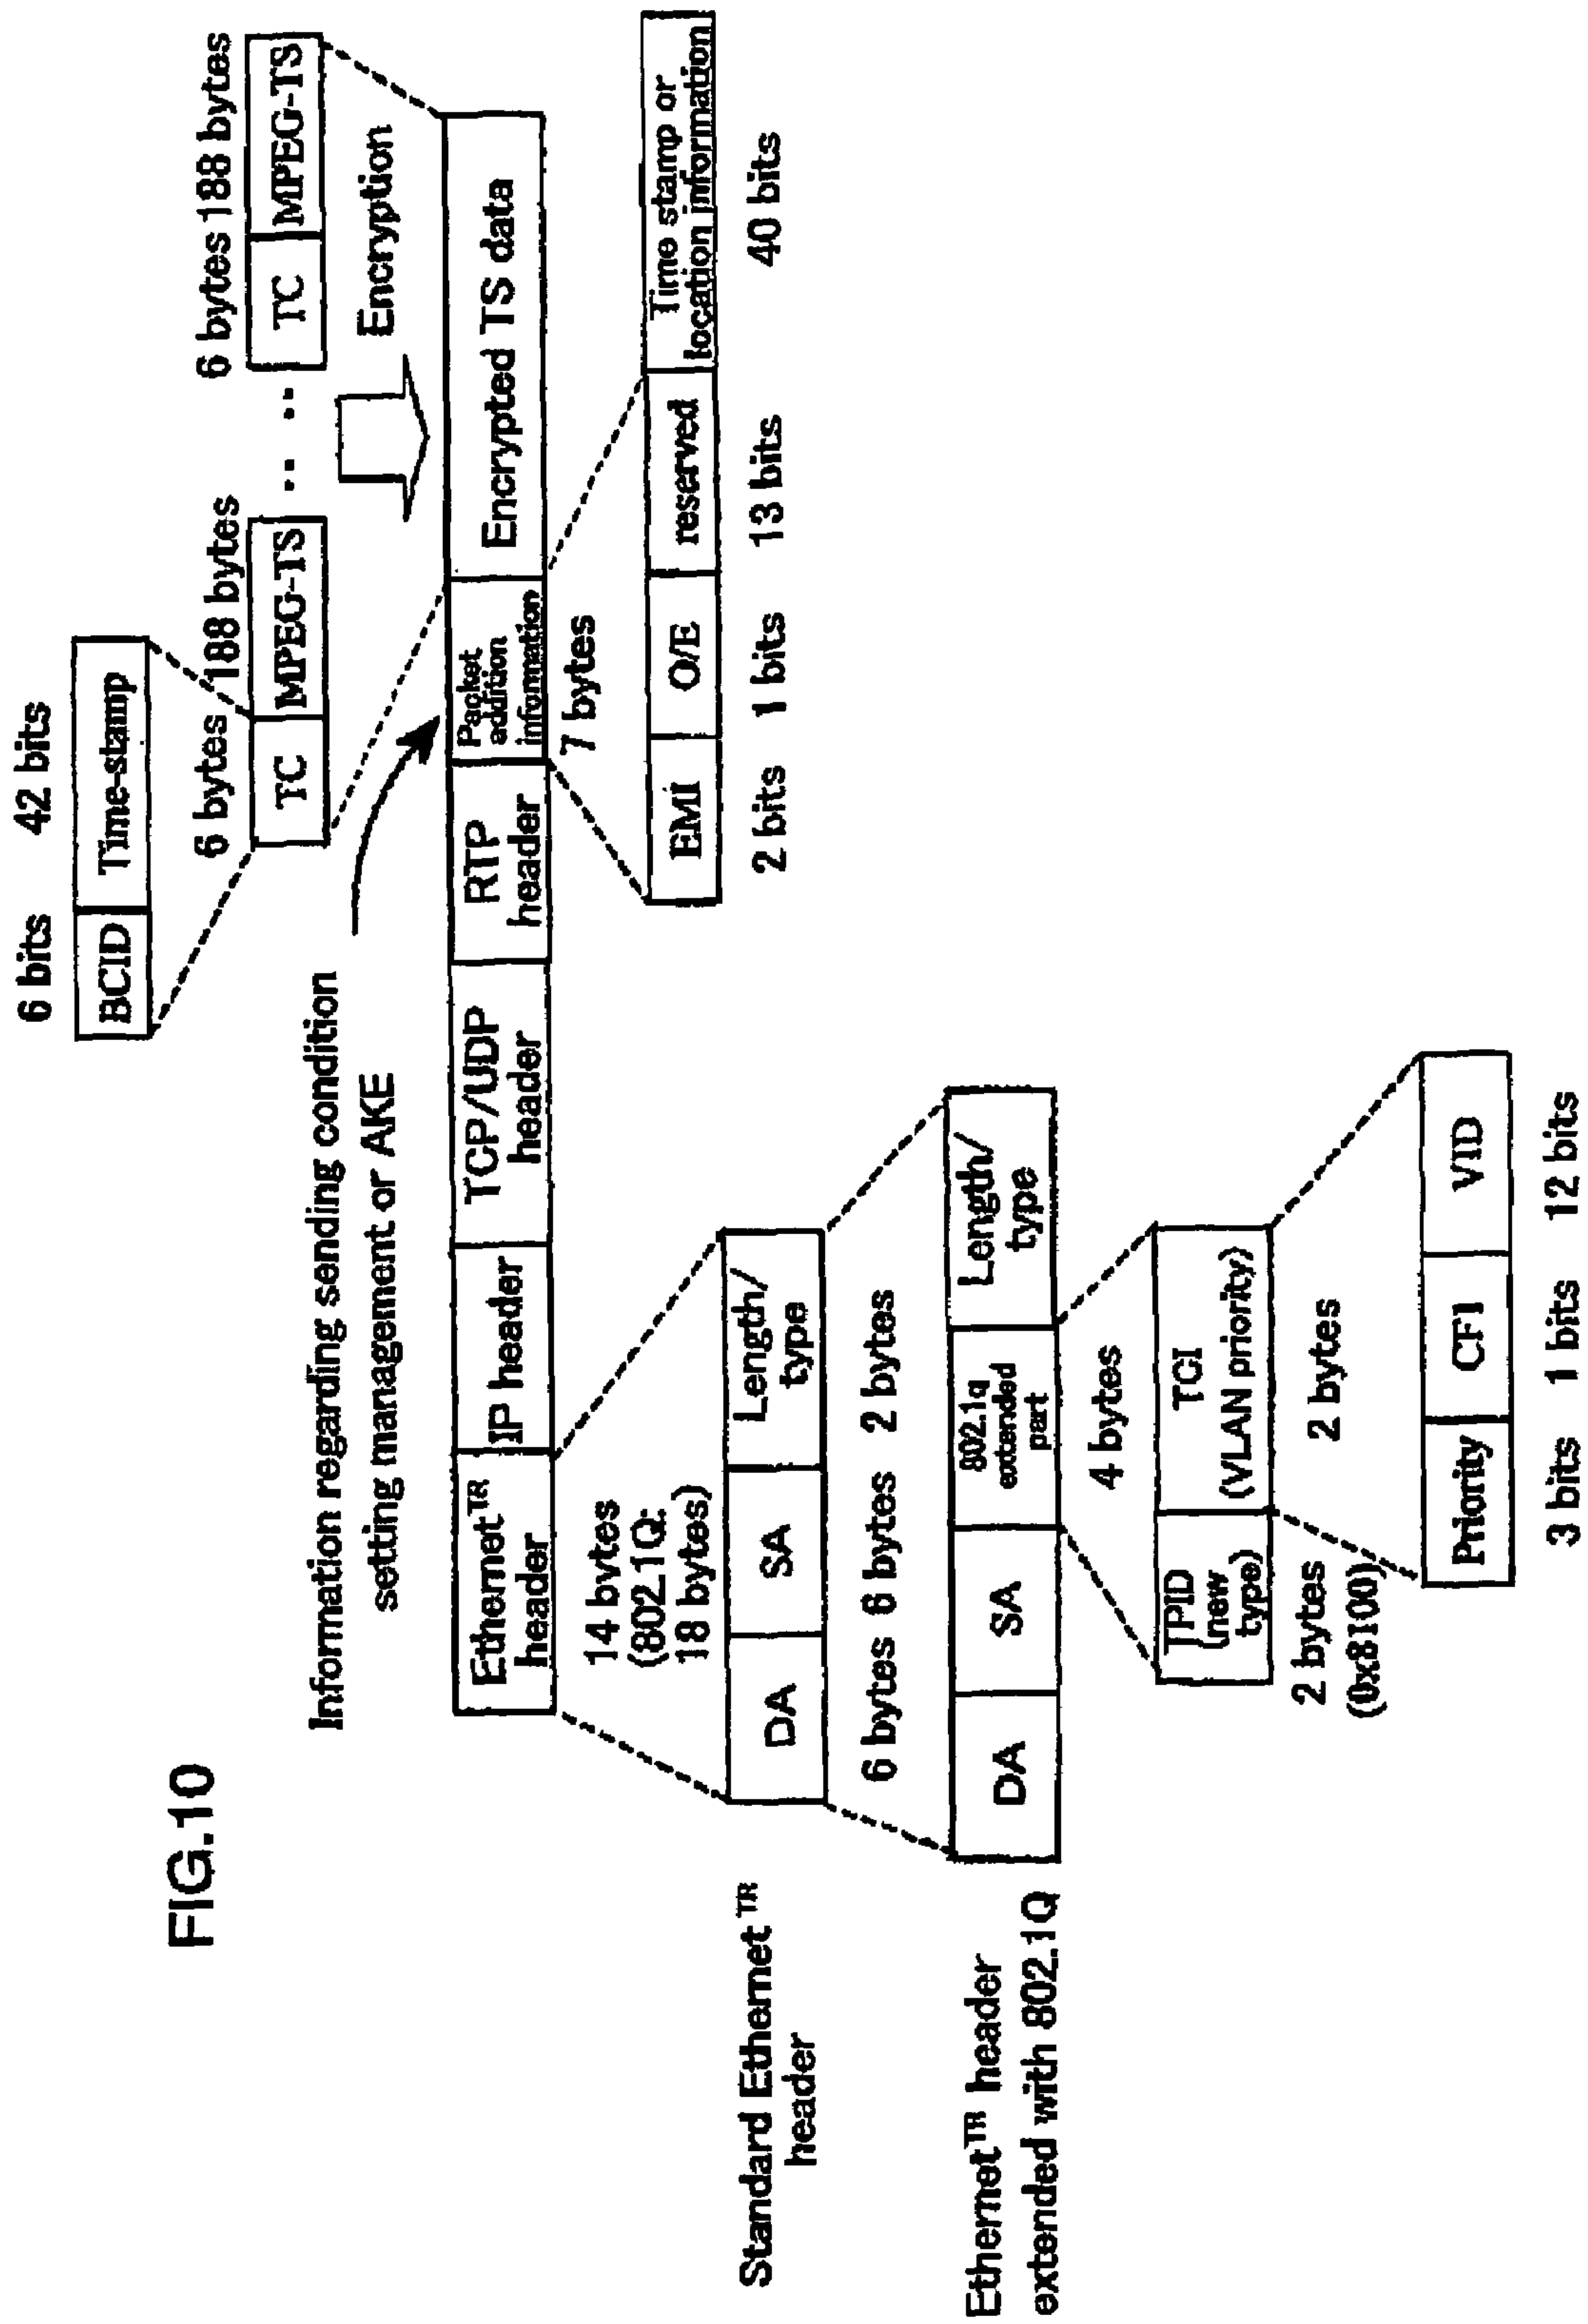 FIG.10
6 bits 42 bits
BCID Time-stamp
6 bytes 188 bytes 6 bytes 188 bytes
TC MPEG-TS TC MPEG-TS
Information regarding sending condition
setting management or AKE
Encryption
Ethernet™ᴿ header IP header TCP/UDP header RTP header Packet addition information Encrypted TS data
14 bytes
(802.1Q:
18 bytes)
7 bytes
EMI O/E reserved Time stamp or location information
2 bits 1 bits 13 bits 40 bits
Standard Ethernet TR
header
DA SA Length/ type
6 bytes 6 bytes 2 bytes
Ethernet TR header
extended with 802.1Q
DA SA 802.1q extended part Length/ type
4 bytes
TPID (new type) TCI (VLAN priority)
2 bytes
(0x8100)
2 bytes
Priority CFI VID
3 bits 1 bits 12 bits